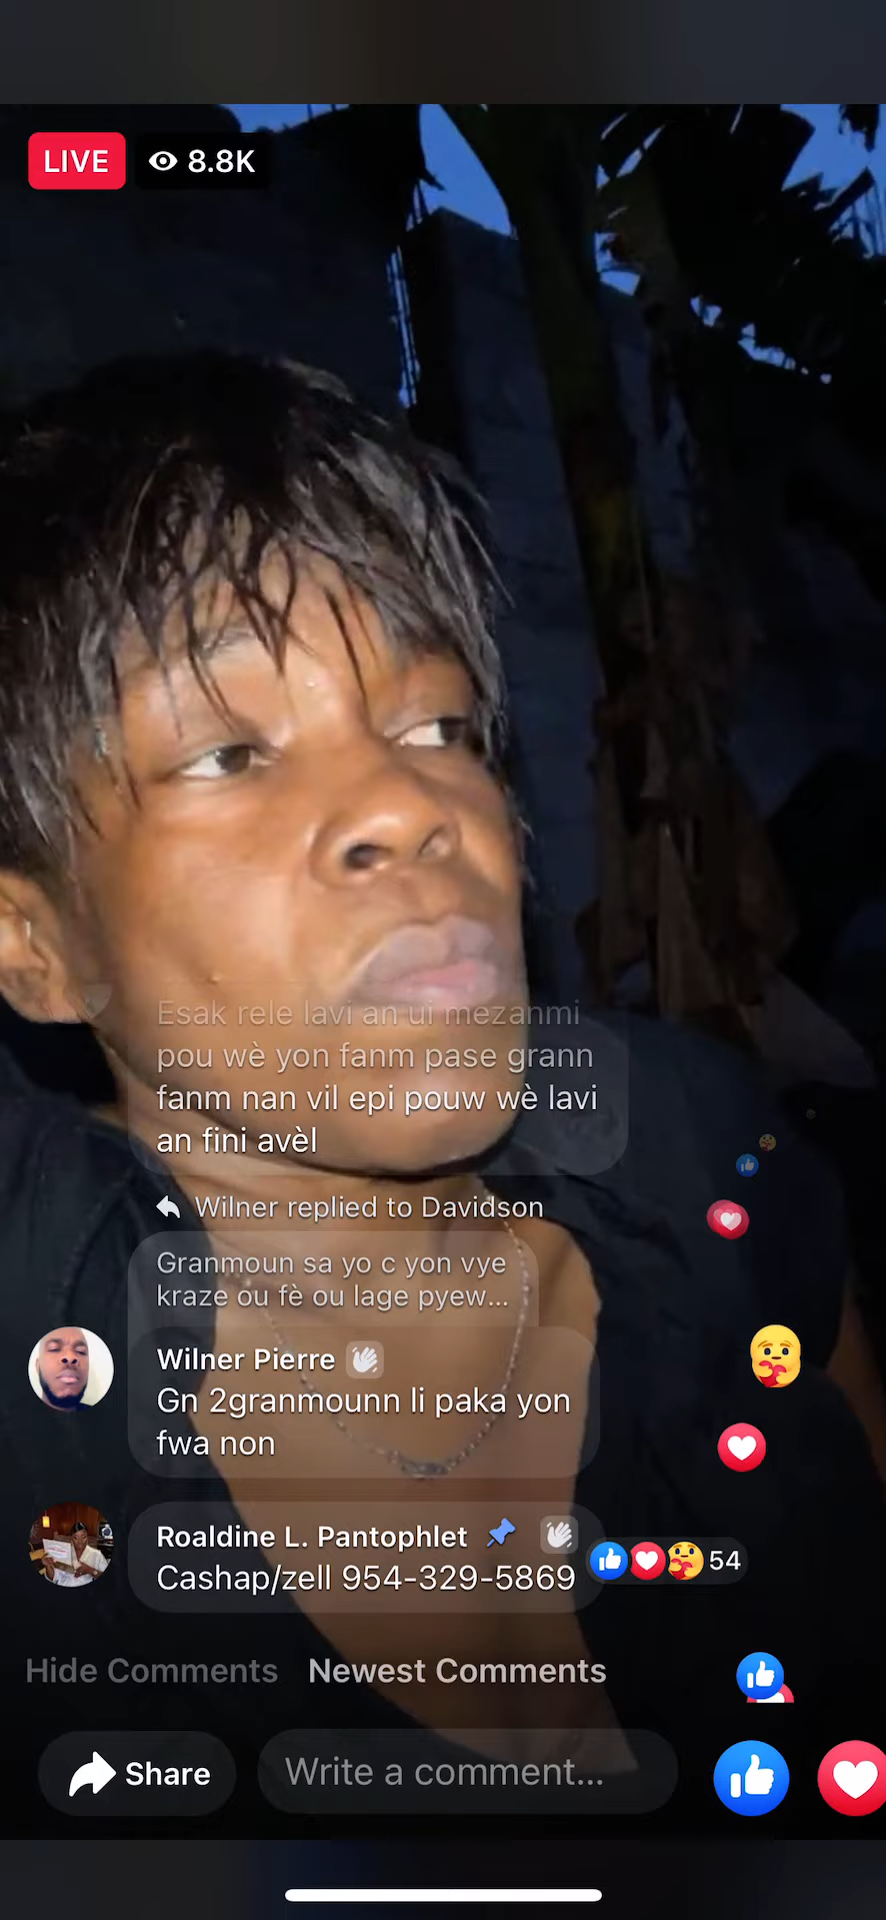 LIVE 8.8K
Esak rele lavi an ui mezanmi
pou wè yon fanm pase grann
fanm nan vil epi pouw wè lavi
an fini avèl
Wilner replied to Davidson
Granmoun sa yo c yon vye
kraze ou fè ou lage pyew...
Wilner Pierre
Gn 2granmounn li paka yon
fwa non
Roaldine L. Pantophlet
Cashap/zell 954-329-5869
54
Hide Comments Newest Comments
Share
Write a comment...